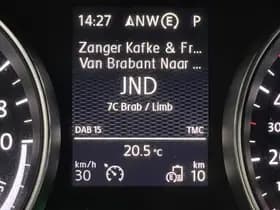 14:27 ANW(E) P
Zanger Kafke & Fr...
Van Brabant Naar ...
JND
7C Brab / Limb
DAB 15 TMC
20.5 °C
km/h km
30 10